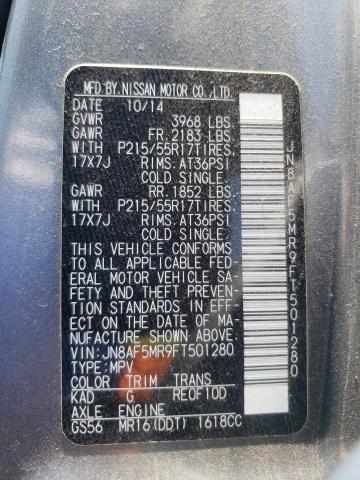 MFD.BY.NISSAN MOTOR CO.,LTD.
10/14
GVWR 3968 LBS
GAWR FR.2183 LBS.
WITH P215/55R17TIRES,
17X7J RIMS,AT36PSI
COLD SINGLE.
GAWR RR.1852 LBS.
WITH P215/55R17TIRES,
17X7J RIMS,AT36PSI
COLD SINGLE.
THIS VEHICLE CONFORMS
TO ALL APPLICABLE FED-
ERAL MOTOR VEHICLE SA-
FETY AND THEFT PREVEN-
TION STANDARDS IN EFF-
ECT ON THE DATE OF MA-
NUFACTURE SHOWN ABOVE.
VIN:JN8AF5MR9FT501280
TYPE:MPV
COLOR TRIM TRANS
KAD G RE0F10D
AXLE ENGINE
GS56 MR16(DDT) 1618CC
JN8AF5MR9FT501280